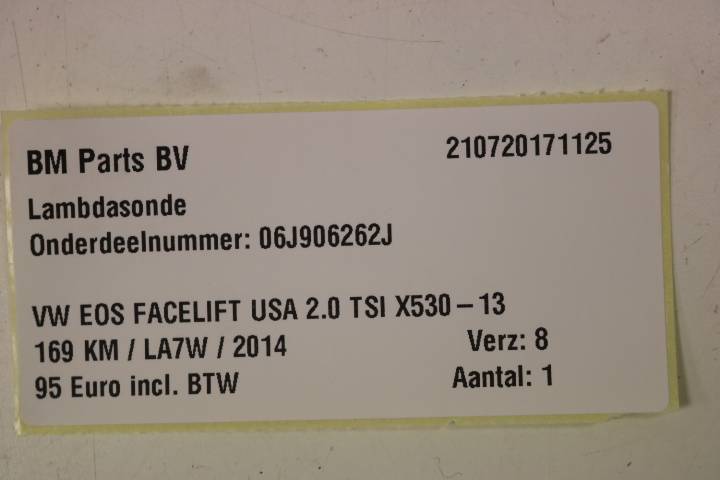 BM Parts BV 210720171125
Lambdasonde
Onderdeelnummer: 06J906262J
VW EOS FACELIFT USA 2.0 TSI X530 – 13
169 KM / LA7W / 2014 Verz: 8
95 Euro incl. BTW Aantal: 1